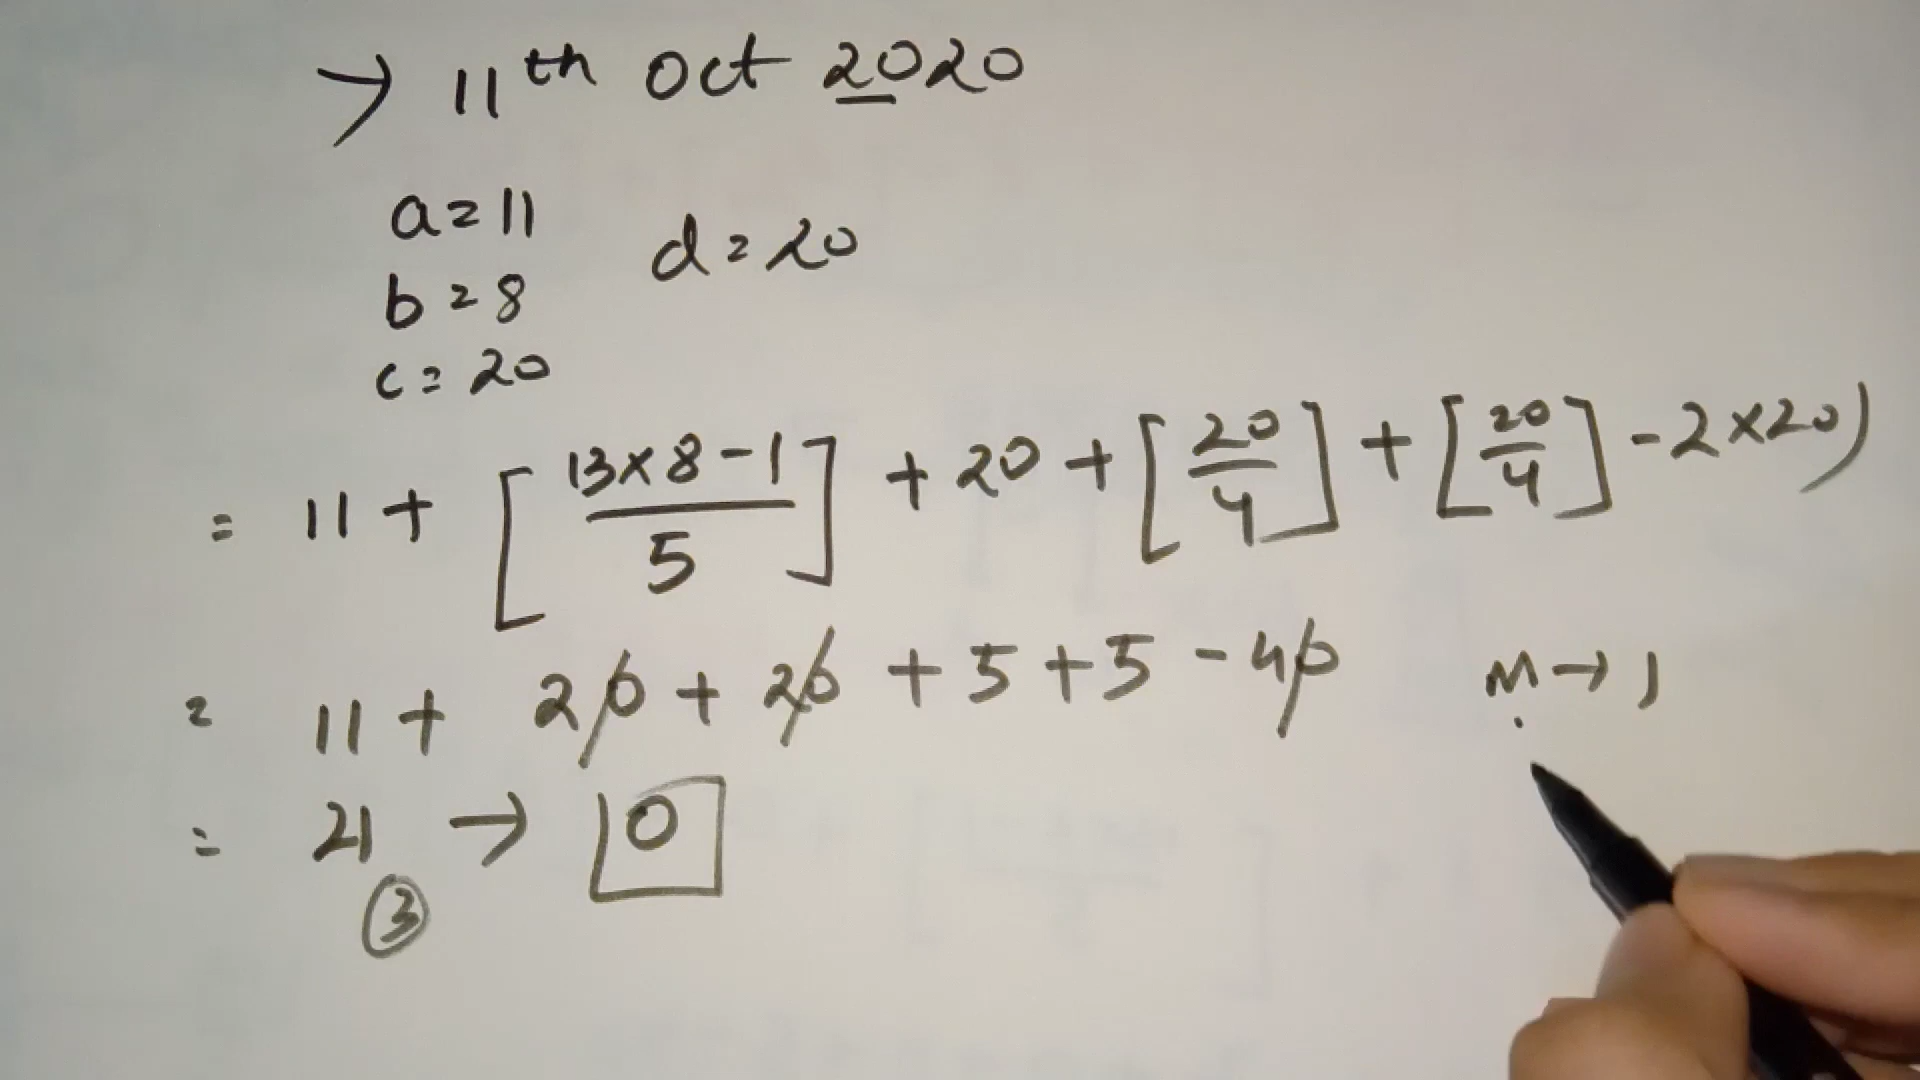 → 11th Oct 2020
a = 11
b = 8
d = 20
c = 20
= 11 + [ 13 x 8 - 1 / 5 ] + 20 + [ 20 / 4 ] + [ 20 / 4 ] - 2 x 20 )
= 11 + 20 + 20 + 5 + 5 - 40
M → 1
= 21 → 0
3